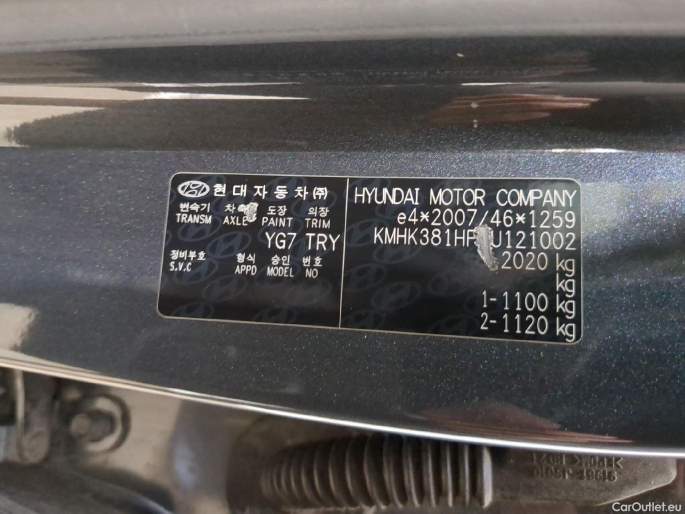 현대자동차㈜
변속기 도장 의장
TRANSM AXLE PAINT TRIM
YG7 TRY
정비부호 형식 승인 번호
S.V.C APPD MODEL NO
HYUNDAI MOTOR COMPANY
e4*2007/46*1259
2020 kg
kg
1-1100 kg
2-1120 kg
CarOutlet.eu